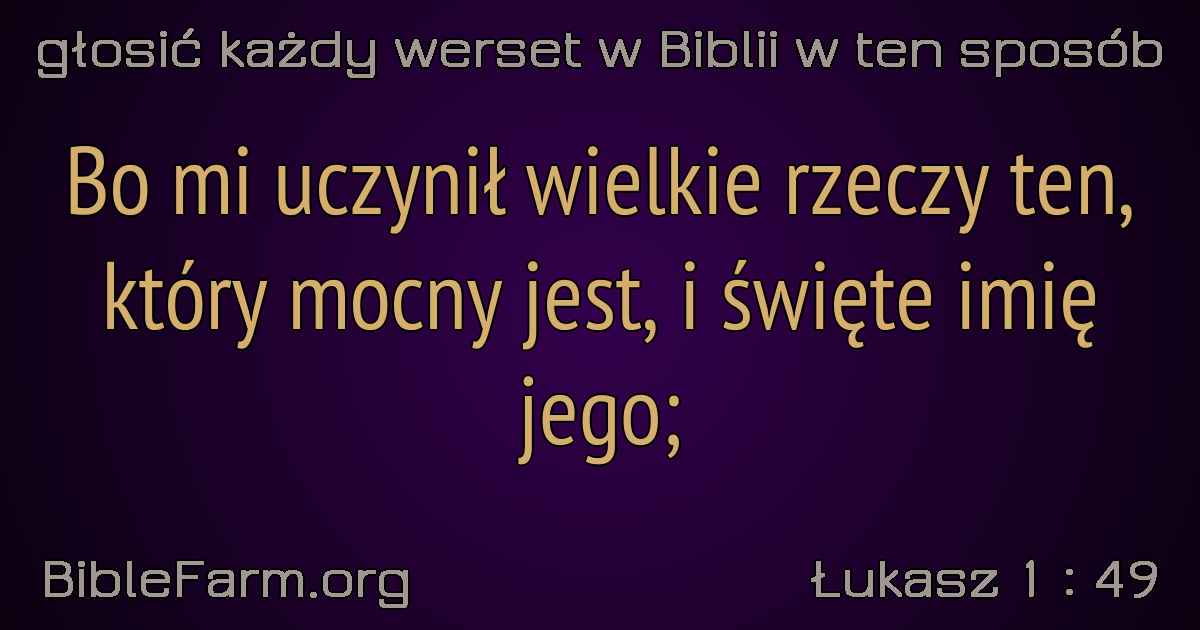 głosić każdy werset w Biblii w ten sposób
Bo mi uczynił wielkie rzeczy ten,
który mocny jest, i święte imię
jego;
BibleFarm.org
Łukasz 1 : 49